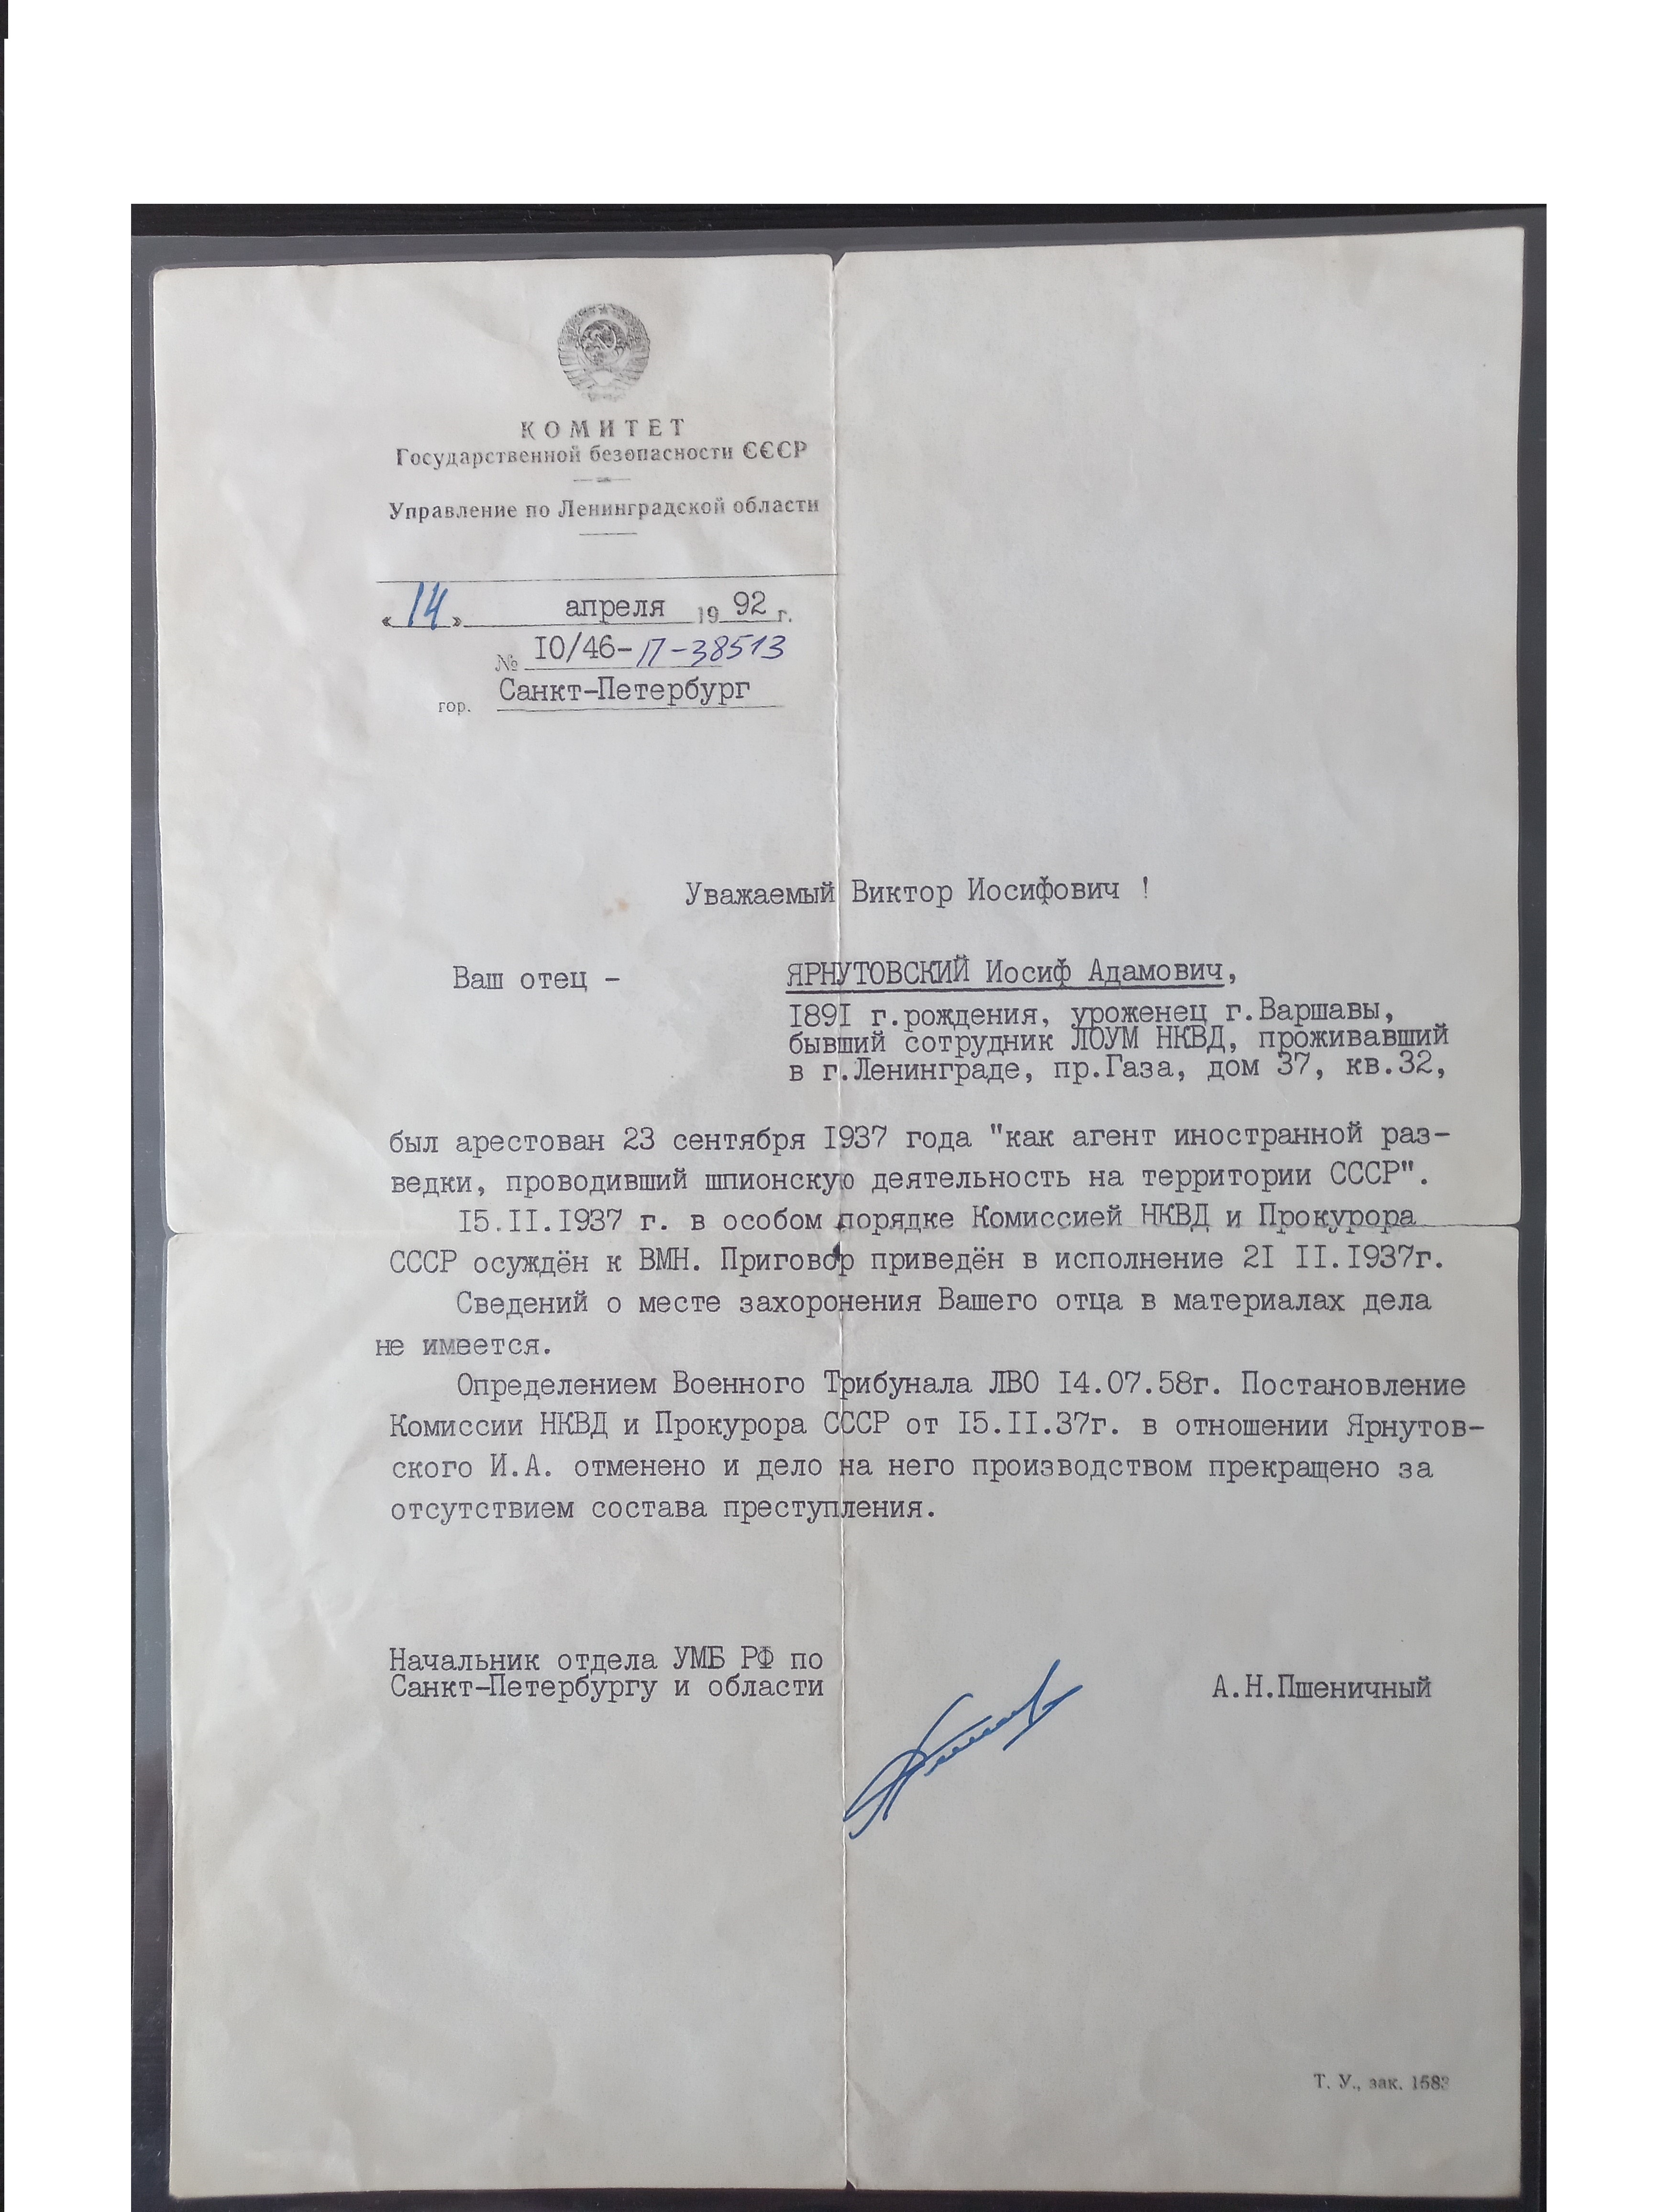 КОМИТЕТ
Государственной безопасности СССР
Управление по Ленинградской области
«14» апреля 1992 г.
№ I0/46-П-38513
гор. Санкт-Петербург
Уважаемый Виктор Иосифович !
Ваш отец - ЯРНУТОВСКИЙ Иосиф Адамович,
I89I г.рождения, уроженец г.Варшавы,
бывший сотрудник ЛОУМ НКВД, проживавший
в г.Ленинграде, пр.Газа, дом 37, кв.32,
был арестован 23 сентября I937 года "как агент иностранной раз-
ведки, проводивший шпионскую деятельность на территории СССР".
I5.II.I937 г. в особом порядке Комиссией НКВД и Прокурора
СССР осуждён к ВМН. Приговор приведён в исполнение 2I II.I937г.
Сведений о месте захоронения Вашего отца в материалах дела
не имеется.
Определением Военного Трибунала ЛВО I4.07.58г. Постановление
Комиссии НКВД и Прокурора СССР от I5.II.37г. в отношении Ярнутов-
ского И.А. отменено и дело на него производством прекращено за
отсутствием состава преступления.
Начальник отдела УМБ РФ по
Санкт-Петербургу и области А.Н.Пшеничный
Т. У., зак. 1583